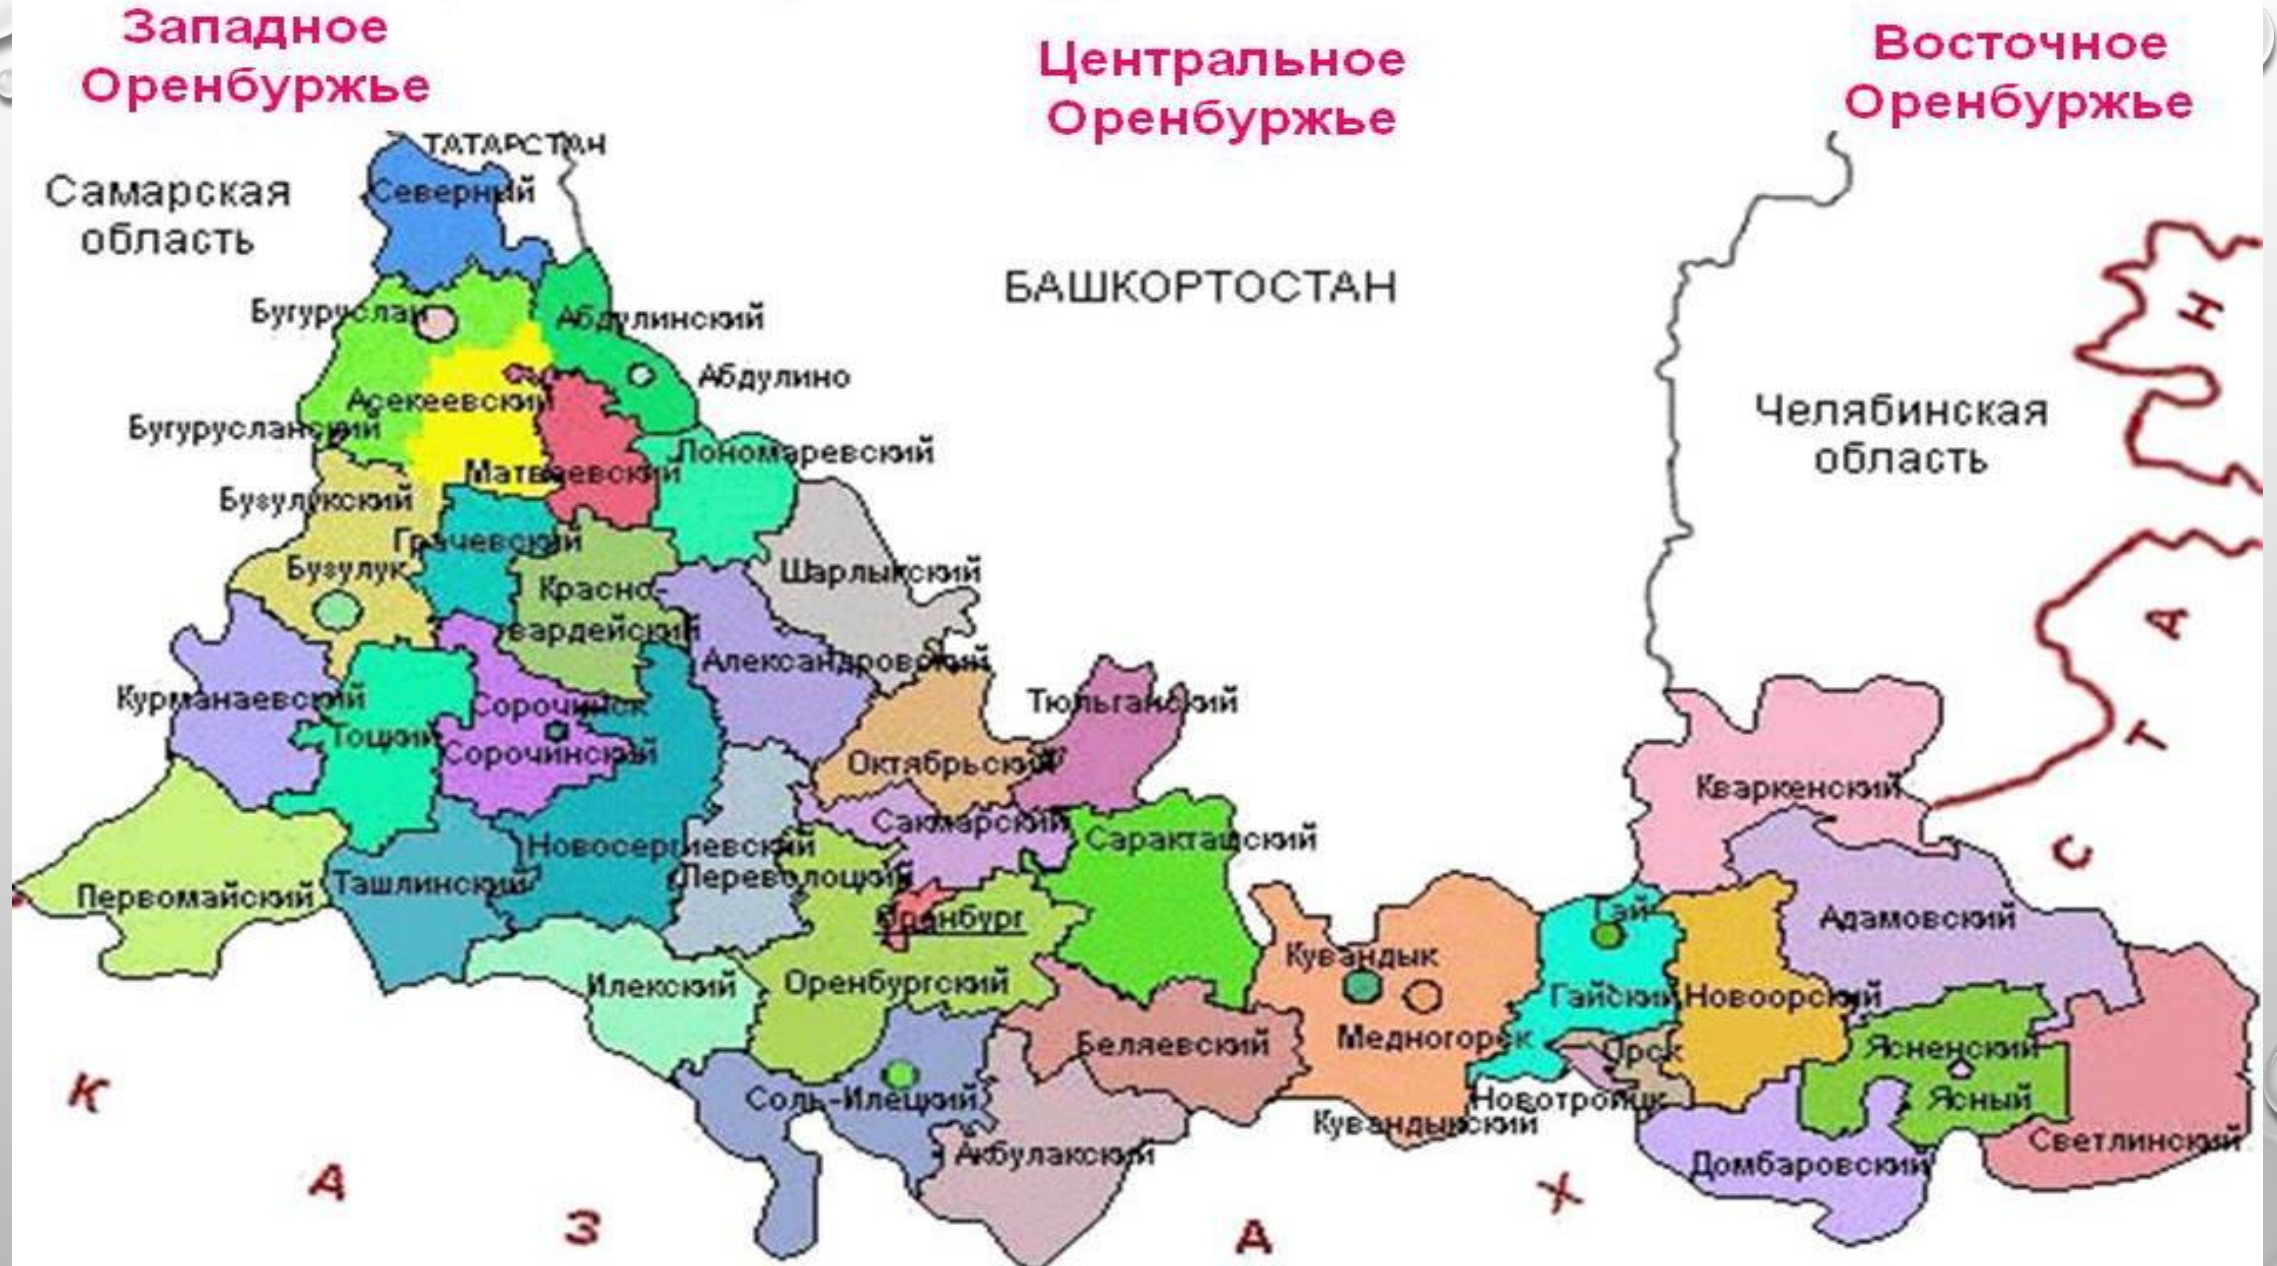 Западное
Оренбуржье
Центральное
Оренбуржье
Восточное
Оренбуржье
ТАТАРСТАН
Самарская
область
Северный
БАШКОРТОСТАН
Челябинская
область
Бугуруслан
Абдулинский
Абдулино
Асекеевский
Бугурусланский
Матвеевский
Пономаревский
Бузулукский
Грачевский
Бузулук
Красно-
вардейский
Шарлыкский
Александровский
Курманаевский
Сорочинск
Тоцкий
Сорочинский
Тюльганский
Октябрьский
Кваркенский
Новосергиевский
Сакмарский
Саракташский
Первомайский
Ташлинский
Переволоцкий
Оренбург
Гай
Адамовский
Илекский
Оренбургский
Кувандык
Гайский
Новоорский
Беляевский
Медногорск
Орск
Ясненский
Соль-Илецкий
Новотроицк
Ясный
Кувандыкский
Акбулакский
Домбаровский
Светлинский
К
А
З
А
Х
С
Т
А
Н